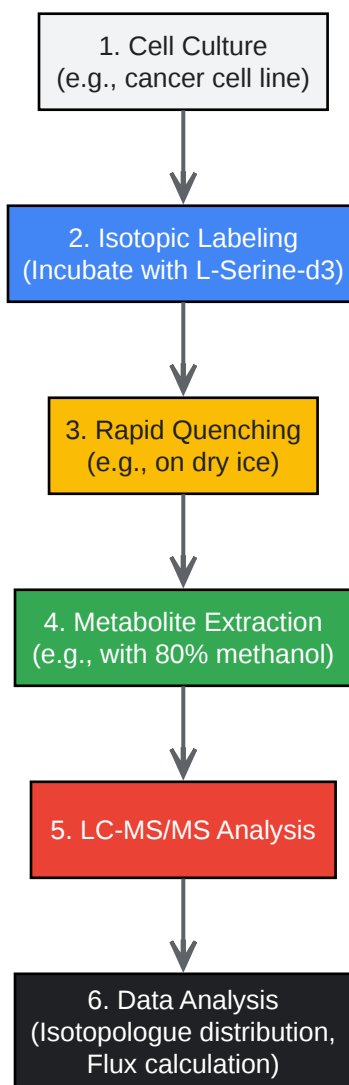 1. Cell Culture
(e.g., cancer cell line)
2. Isotopic Labeling
(Incubate with L-Serine-d3)
3. Rapid Quenching
(e.g., on dry ice)
4. Metabolite Extraction
(e.g., with 80% methanol)
5. LC-MS/MS Analysis
6. Data Analysis
(Isotopologue distribution,
Flux calculation)